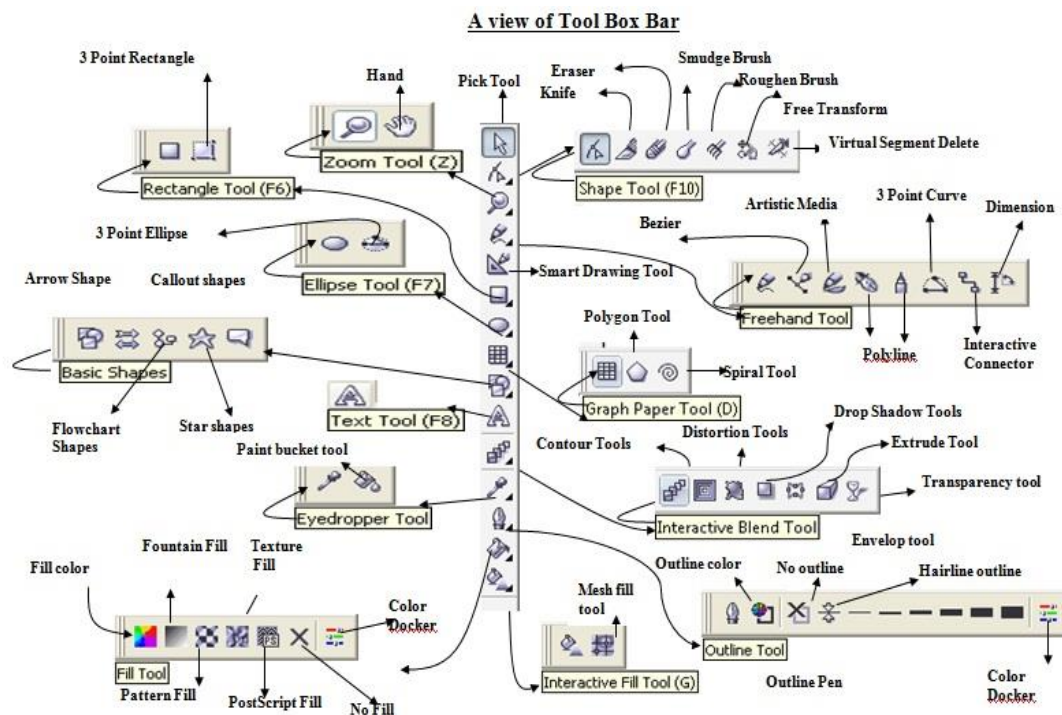 A view of Tool Box Bar
3 Point Rectangle
Hand
Pick Tool
Eraser
Knife
Smudge Brush
Roughen Brush
Free Transform
Virtual Segment Delete
Zoom Tool (Z)
Rectangle Tool (F6)
Shape Tool (F10)
3 Point Ellipse
Bezier
Artistic Media
3 Point Curve
Dimension
Arrow Shape
Callout shapes
Ellipse Tool (F7)
Smart Drawing Tool
Freehand Tool
Polygon Tool
Polyline
Interactive
Connector
Basic Shapes
Spiral Tool
Graph Paper Tool (D)
Flowchart
Shapes
Star shapes
Text Tool (F8)
Drop Shadow Tools
Contour Tools
Distortion Tools
Extrude Tool
Paint bucket tool
Transparency tool
Eyedropper Tool
Interactive Blend Tool
Fountain Fill
Texture
Fill
Envelop tool
Fill color
Outline color
No outline
Hairline outline
Mesh fill
tool
Color
Docker
PS
Fill Tool
Outline Tool
Pattern Fill
PostScript Fill
No Fill
Interactive Fill Tool (G)
Outline Pen
Color
Docker